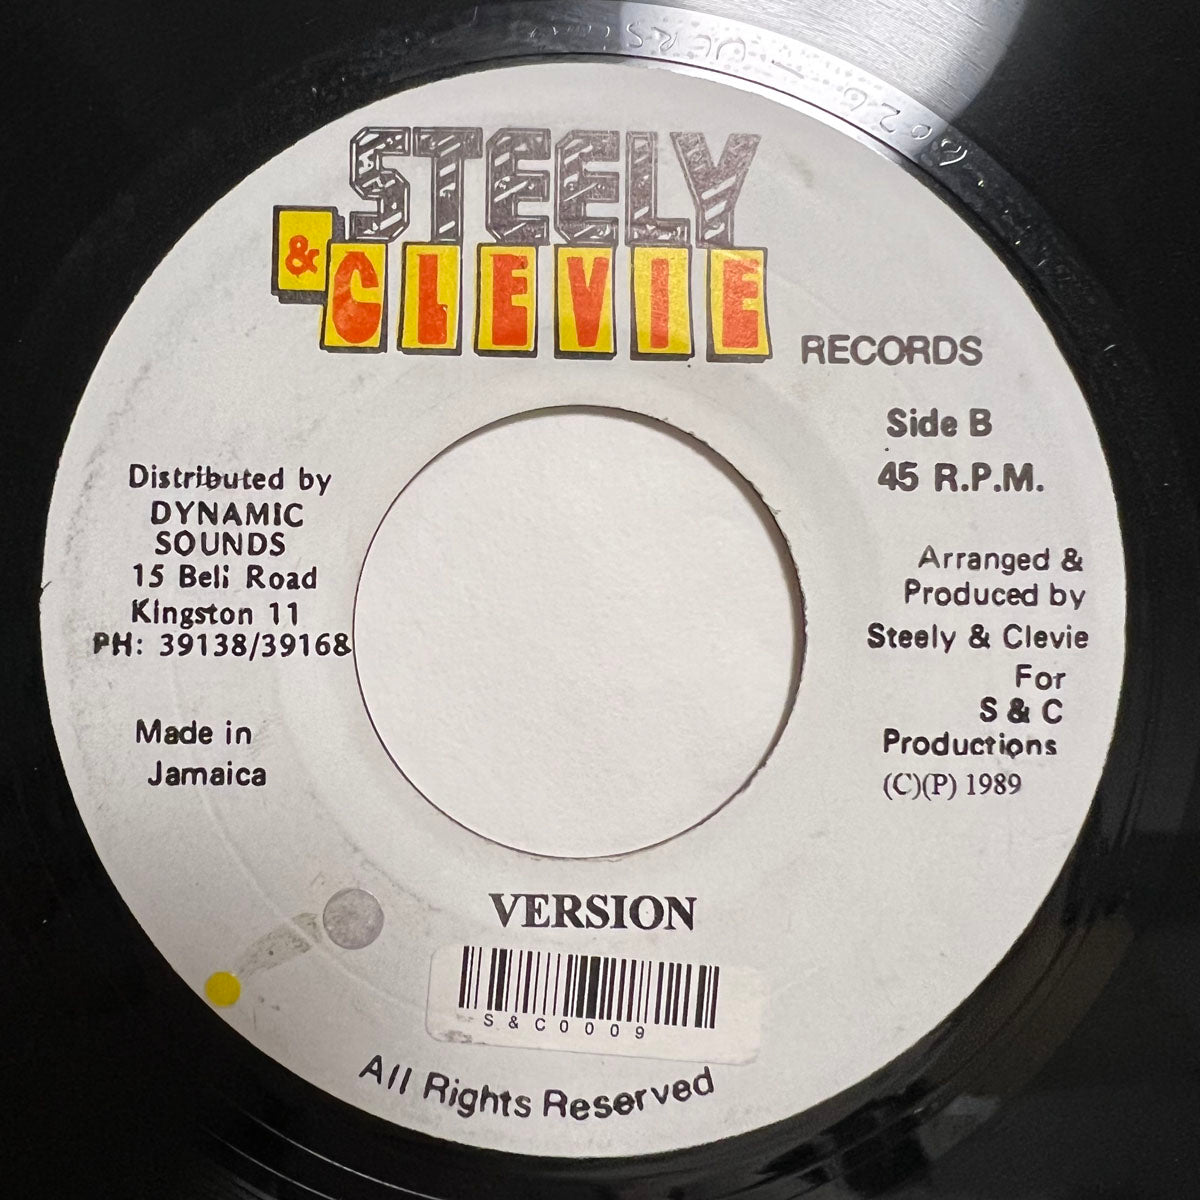 STEELY
& CLEVIE
RECORDS
Side B
45 R.P.M.
Distributed by
DYNAMIC
SOUNDS
15 Bell Road
Kingston 11
PH: 39138/39168
Made in
Jamaica
Arranged &
Produced by
Steely & Clevie
For
S & C
Productions
(C)(P) 1989
VERSION
S&C0009
All Rights Reserved